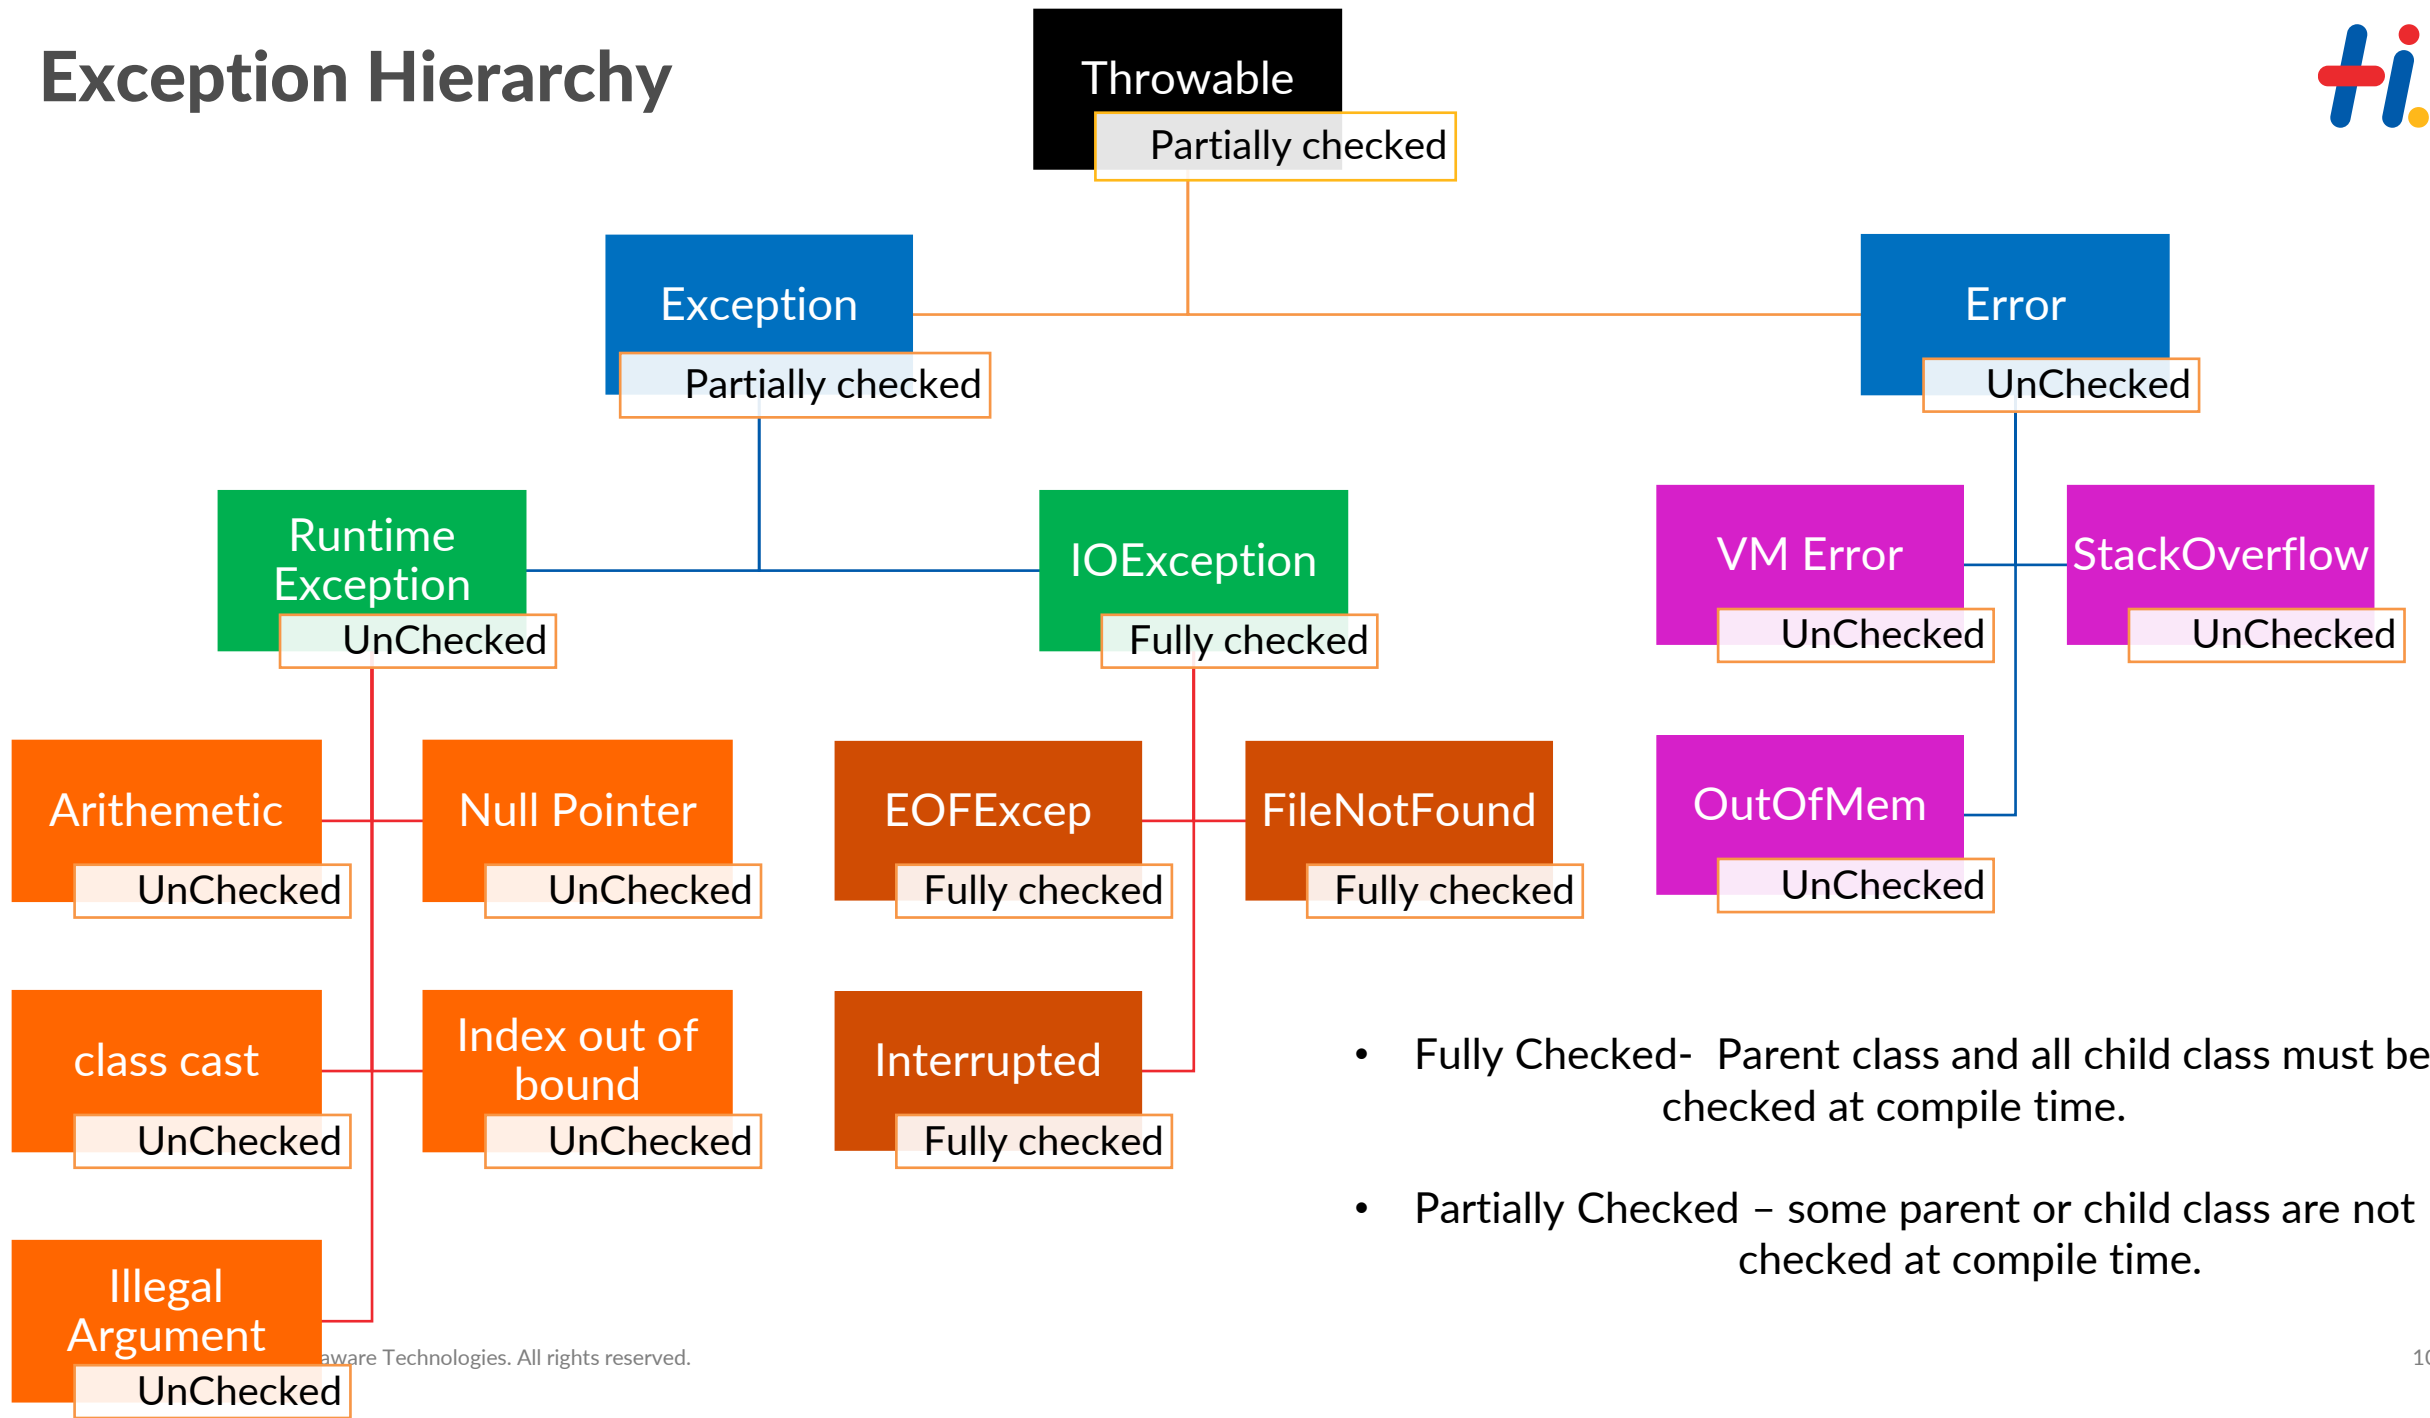 Exception Hierarchy
Throwable
Partially checked
Exception
Partially checked
Error
UnChecked
Runtime
Exception
UnChecked
IOException
Fully checked
VM Error
UnChecked
StackOverflow
UnChecked
Arithemetic
UnChecked
Null Pointer
UnChecked
EOFExcep
Fully checked
FileNotFound
Fully checked
OutOfMem
UnChecked
class cast
UnChecked
Index out of
bound
UnChecked
Interrupted
Fully checked
• Fully Checked- Parent class and all child class must be
checked at compile time.
• Partially Checked – some parent or child class are not
checked at compile time.
Illegal
Argument
UnChecked
aware Technologies. All rights reserved.
10
Hi.